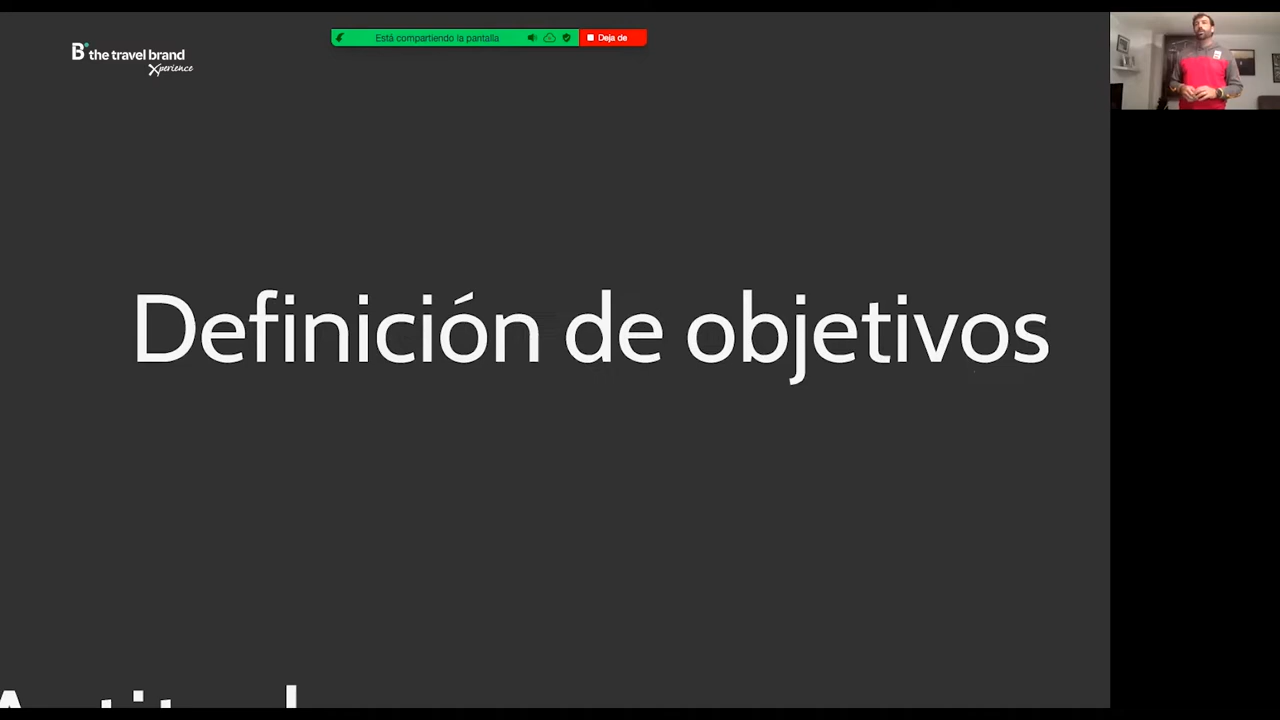 B the travel brand
Xperience
Está compartiendo la pantalla
Deja de
Definición de objetivos